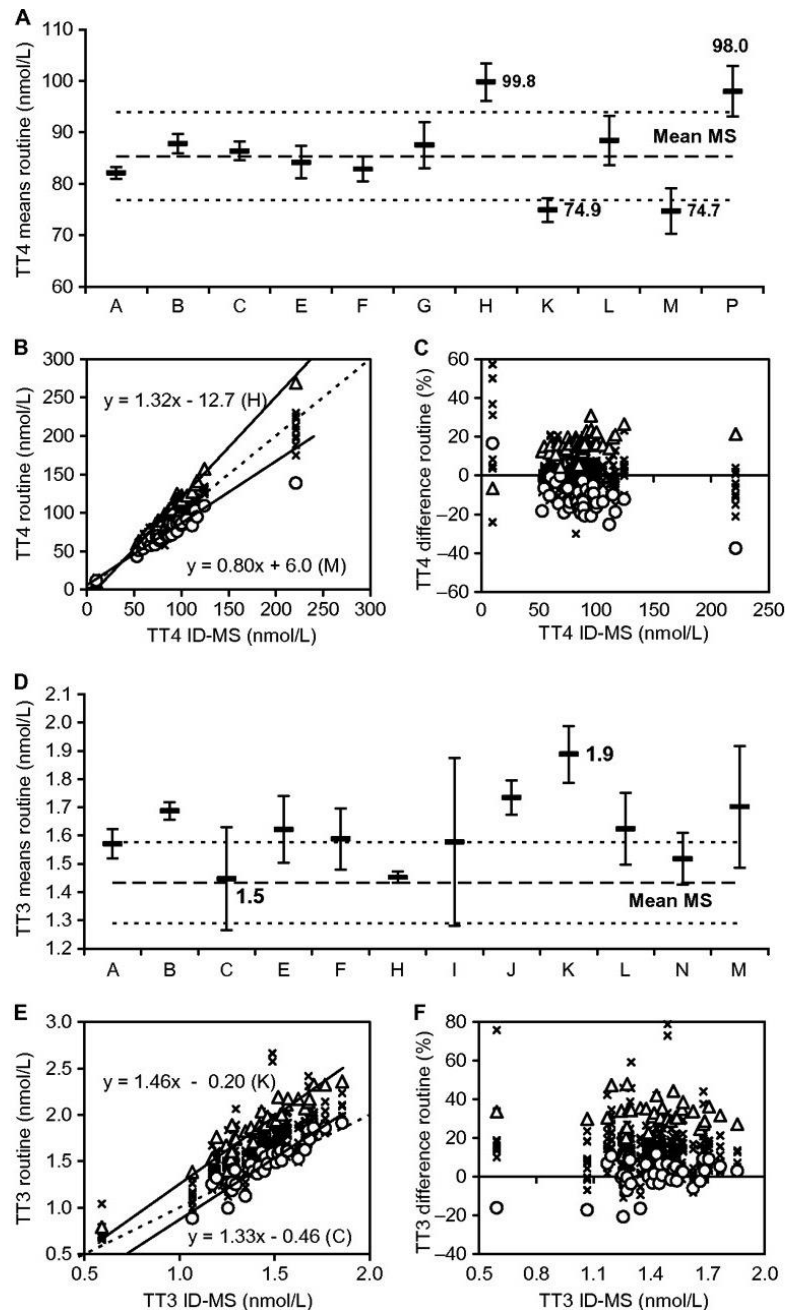 A
TT4 means routine (nmol/L)
110
100
90
80
70
60
99.8
98.0
Mean MS
74.9
74.7
A B C E F G H K L M P
B
TT4 routine (nmol/L)
300
250
200
150
100
50
0
y = 1.32x - 12.7 (H)
y = 0.80x + 6.0 (M)
0 50 100 150 200 250 300
TT4 ID-MS (nmol/L)
C
TT4 difference routine (%)
60
40
20
0
–20
–40
–60
0 50 100 150 200 250
TT4 ID-MS (nmol/L)
D
TT3 means routine (nmol/L)
2.1
2.0
1.9
1.8
1.7
1.6
1.5
1.4
1.3
1.2
1.9
1.5
Mean MS
A B C E F H I J K L N M
E
TT3 routine (nmol/L)
3.0
2.5
2.0
1.5
1.0
0.5
y = 1.46x - 0.20 (K)
y = 1.33x - 0.46 (C)
0.5 1.0 1.5 2.0
TT3 ID-MS (nmol/L)
F
TT3 difference routine (%)
80
60
40
20
0
–20
–40
0.5 0.8 1.1 1.4 1.7 2.0
TT3 ID-MS (nmol/L)